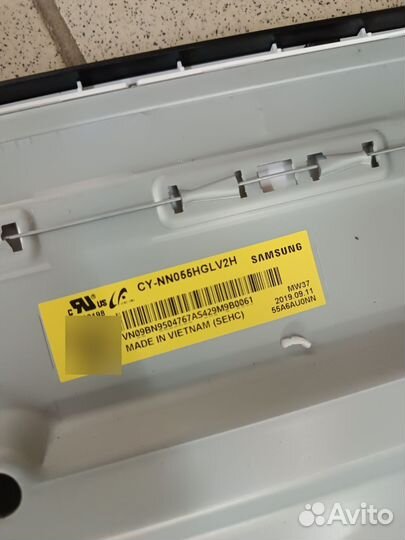 CY-NN055HGLV2H SAMSUNG
VN09BN9504767AS429M9B0061
MADE IN VIETNAM (SEHC)
MW37
2019.09.11
55A6AU0NN
Avito